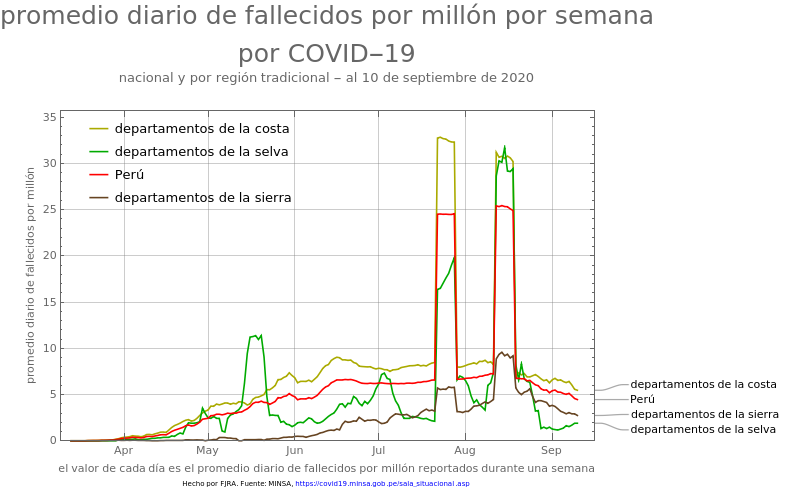 promedio diario de fallecidos por millón por semana
por COVID−19
nacional y por región tradicional − al 10 de septiembre de 2020
promedio diario de fallecidos por millón
35
30
25
20
15
10
5
0
departamentos de la costa
departamentos de la selva
Perú
departamentos de la sierra
departamentos de la costa
Perú
departamentos de la sierra
departamentos de la selva
Apr May Jun Jul Aug Sep
el valor de cada día es el promedio diario de fallecidos por millón reportados durante una semana
Hecho por FJRA. Fuente: MINSA, https://covid19.minsa.gob.pe/sala_situacional.asp